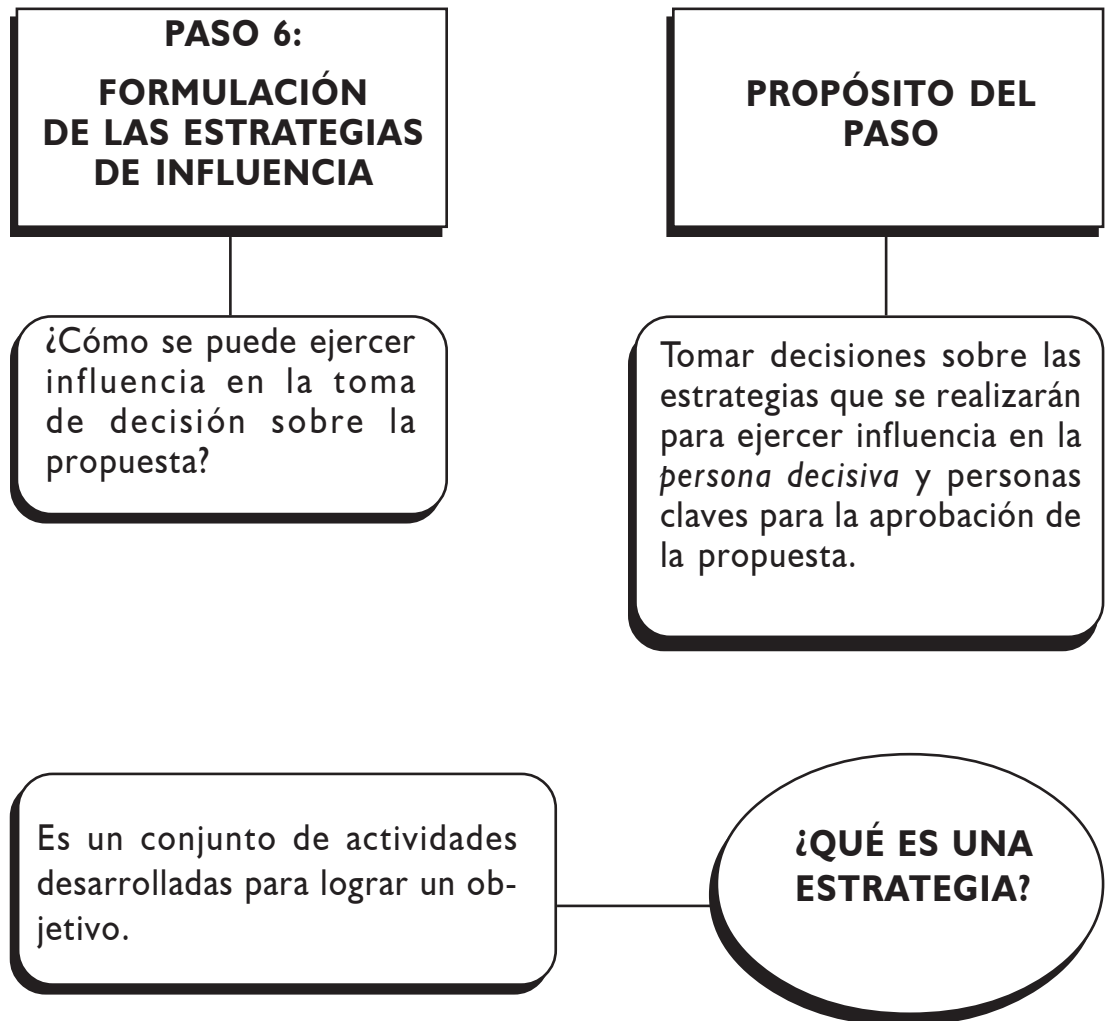 PASO 6:
FORMULACIÓN
DE LAS ESTRATEGIAS
DE INFLUENCIA
¿Cómo se puede ejercer
influencia en la toma
de decisión sobre la
propuesta?
PROPÓSITO DEL
PASO
Tomar decisiones sobre las
estrategias que se realizarán
para ejercer influencia en la
persona decisiva y personas
claves para la aprobación de
la propuesta.
¿QUÉ ES UNA
ESTRATEGIA?
Es un conjunto de actividades
desarrolladas para lograr un ob-
jetivo.